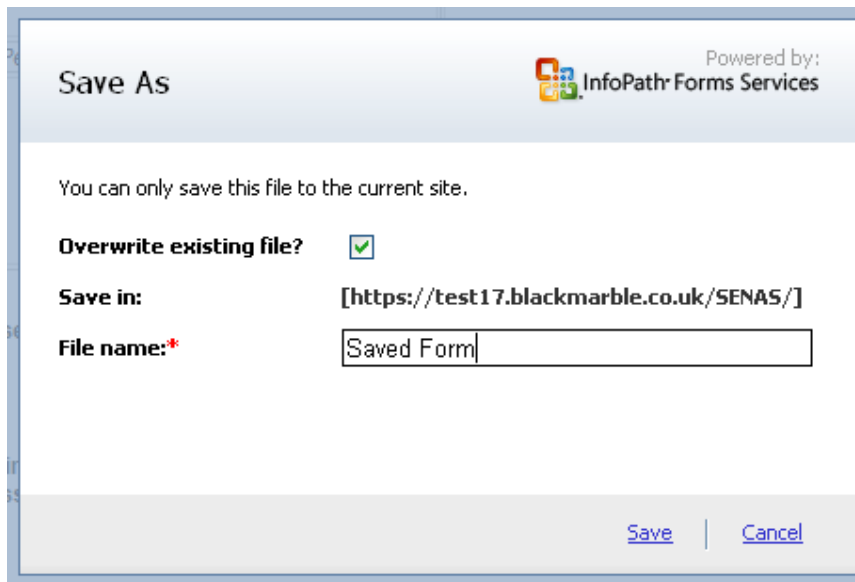 Save As
Powered by:
InfoPath Forms Services
You can only save this file to the current site.
Overwrite existing file?
Save in: [https://test17.blackmarble.co.uk/SENAS/]
File name:* Saved Form
Save | Cancel